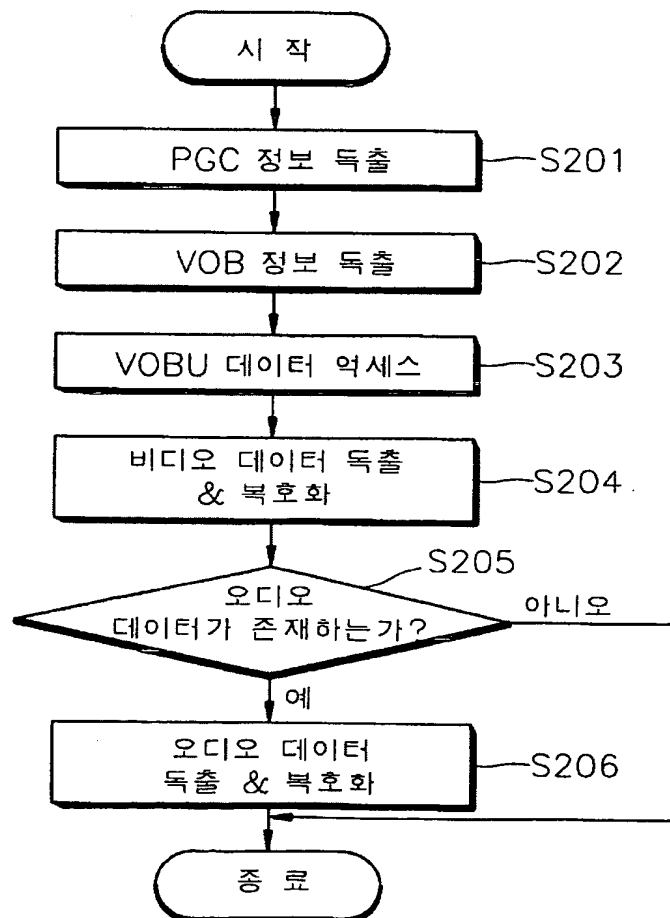 시 작
PGC 정보 독출
S201
VOB 정보 독출
S202
VOBU 데이터 억세스
S203
비디오 데이터 독출
& 복호화
S204
S205
오디오
데이터가 존재하는가?
아니오
예
오디오 데이터
독출 & 복호화
S206
종 료